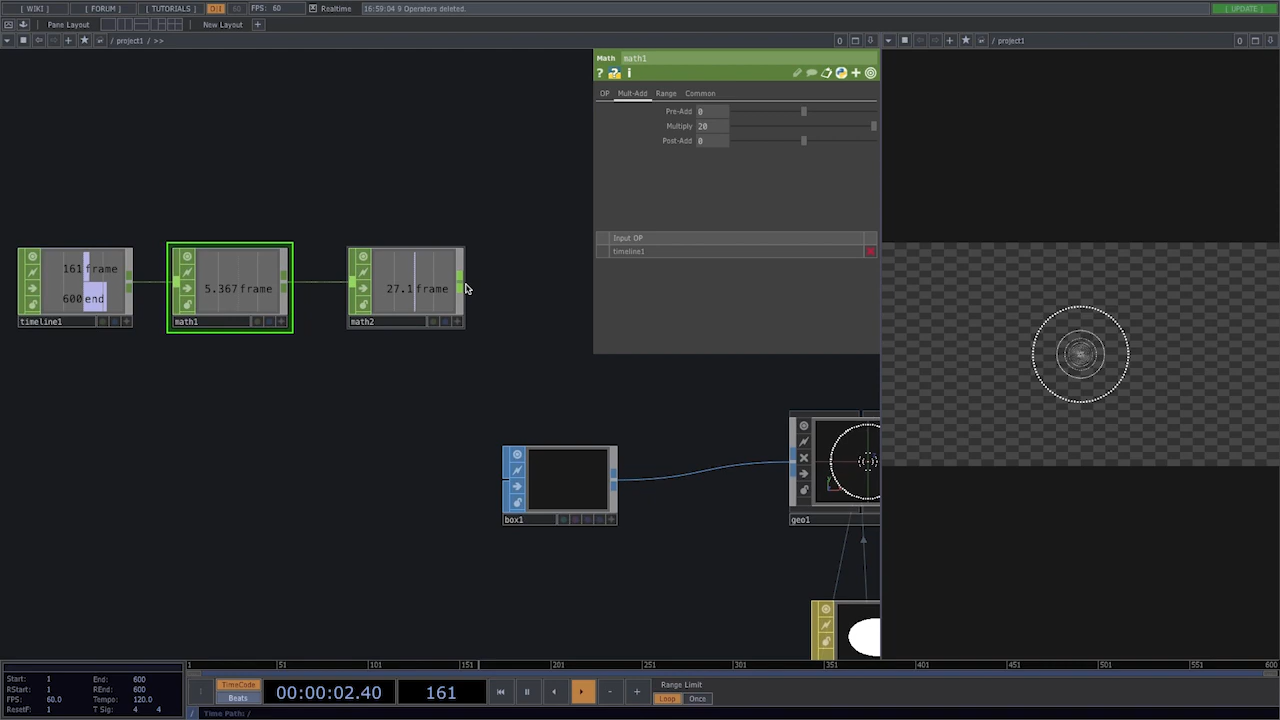 [ WIKI ] [ FORUM ] [ TUTORIALS ] O|I 60 FPS: 60 Realtime 16:59:04 9 Operators deleted. [ UPDATE ]
Pane Layout New Layout +
/ project1 / >> 0 / project1 0
Math math1
? i
OP Mult-Add Range Common
Pre-Add 0
Multiply 20
Post-Add 0
Input OP
timeline1
161 frame
600 end
timeline1
5.367 frame
math1
27.1 frame
math2
box1
geo1
1 51 101 151 201 251 301 351 401 451 501 551 600
Start: 1 End: 600
RStart: 1 REnd: 600
FPS: 60.0 Tempo: 120.0
ResetF: 1 T Sig: 4 4
TimeCode
Beats
00:00:02.40 161
Range Limit
Loop Once
/ Time Path: /